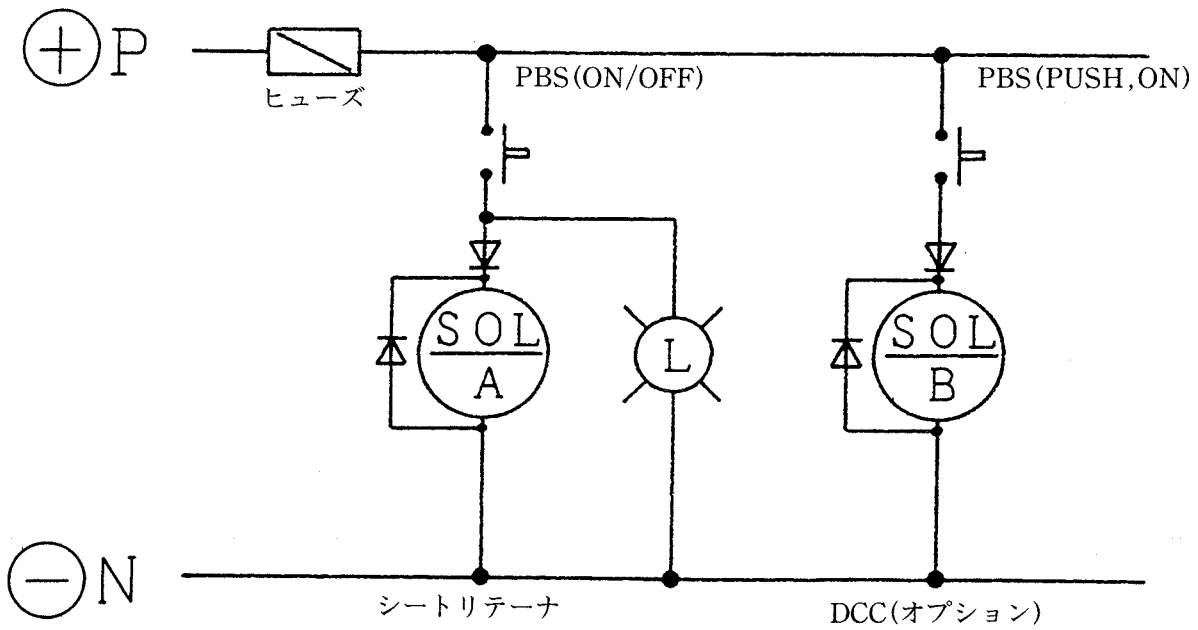 ⊕P
ヒューズ
PBS(ON/OFF)
PBS(PUSH,ON)
SOL
A
L
SOL
B
⊖N
シートリテーナ
DCC(オプション)